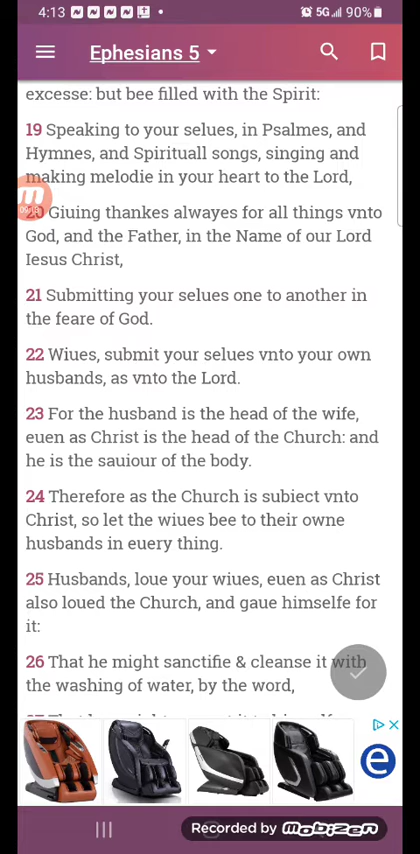 4:13
5G 90%
Ephesians 5
excesse: but bee filled with the Spirit:
19 Speaking to your selues, in Psalmes, and
Hymnes, and Spirituall songs, singing and
making melodie in your heart to the Lord,
20 Giuing thankes alwayes for all things vnto
God, and the Father, in the Name of our Lord
Iesus Christ,
21 Submitting your selues one to another in
the feare of God.
22 Wiues, submit your selues vnto your own
husbands, as vnto the Lord.
23 For the husband is the head of the wife,
euen as Christ is the head of the Church: and
he is the sauiour of the body.
24 Therefore as the Church is subiect vnto
Christ, so let the wiues bee to their owne
husbands in euery thing.
25 Husbands, loue your wiues, euen as Christ
also loued the Church, and gaue himselfe for
it:
26 That he might sanctifie & cleanse it with
the washing of water, by the word,
Recorded by mobizen